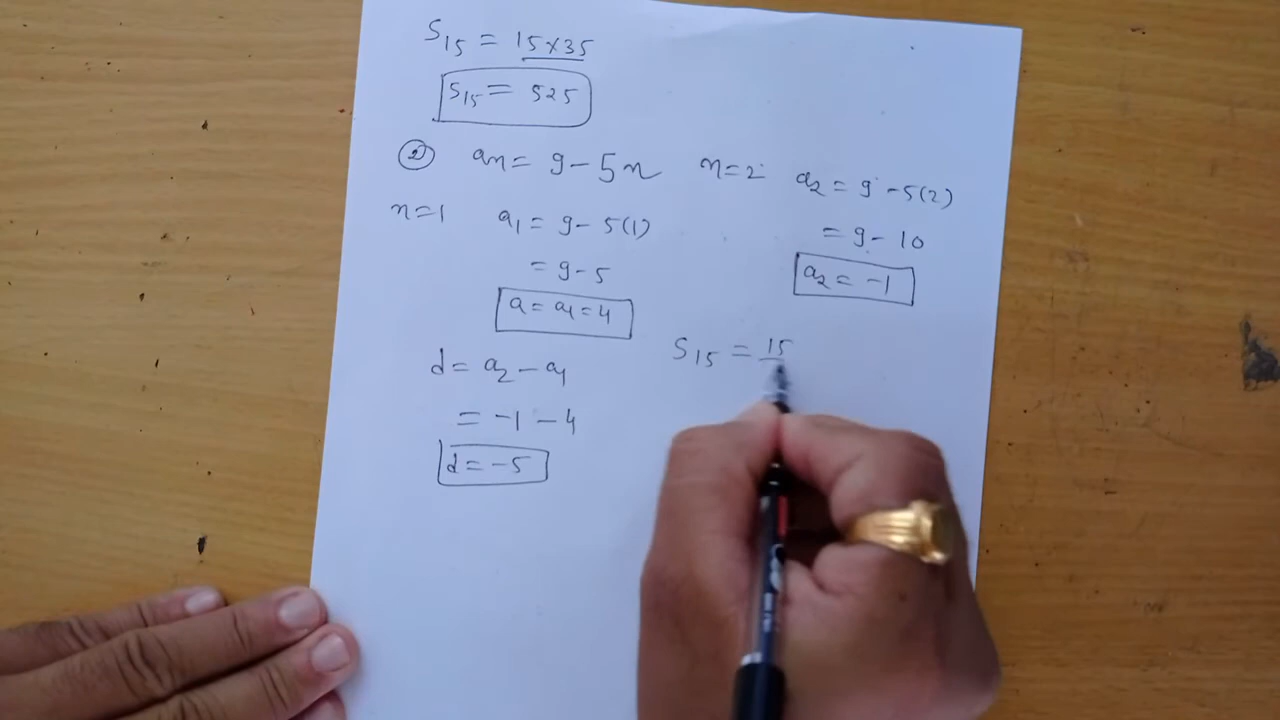 S15 = 15×35
S15 = 525
② an = 9 - 5n
n=1 a1 = 9 - 5(1)
= 9 - 5
a = a1 = 4
d = a2 - a1
= -1 - 4
d = -5
n=2 a2 = 9 - 5(2)
= 9 - 10
a2 = -1
S15 = 15